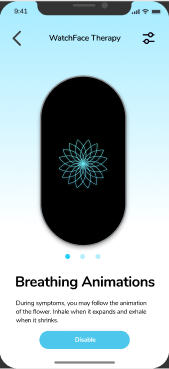 9:41
WatchFace Therapy
Breathing Animations
During symptoms, you may follow the animation
of the flower. Inhale when it expands and exhale
when it shrinks.
Disable